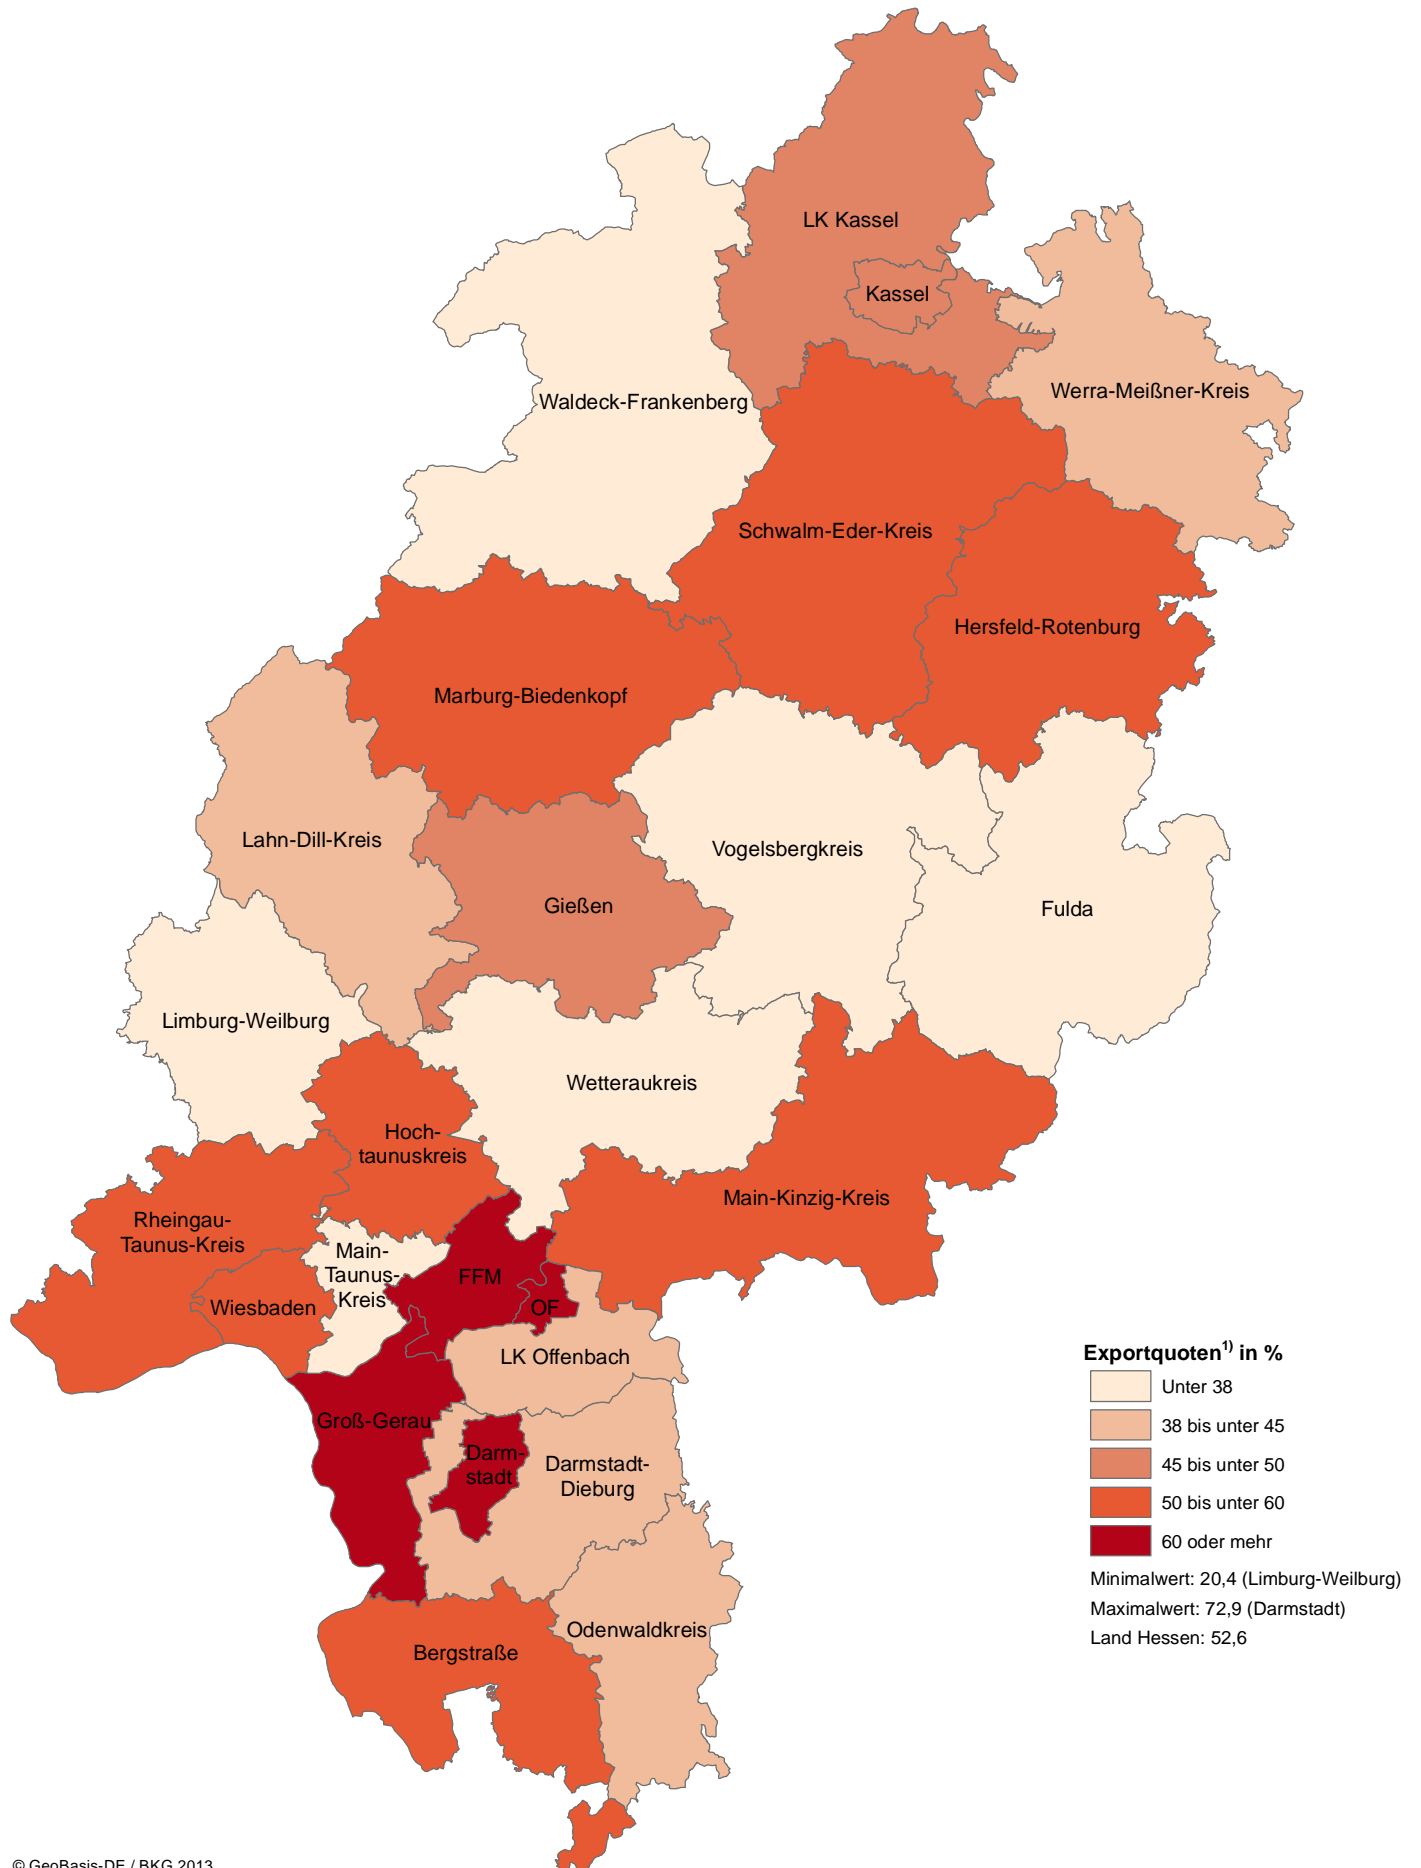 LK Kassel
Kassel
Werra-Meißner-Kreis
Waldeck-Frankenberg
Schwalm-Eder-Kreis
Hersfeld-Rotenburg
Marburg-Biedenkopf
Lahn-Dill-Kreis
Vogelsbergkreis
Gießen
Fulda
Limburg-Weilburg
Wetteraukreis
Hoch-
taunuskreis
Main-Kinzig-Kreis
Rheingau-
Taunus-Kreis
Main-
Taunus-
Kreis
FFM
OF
Wiesbaden
LK Offenbach
Groß-Gerau
Darm-
stadt
Darmstadt-
Dieburg
Odenwaldkreis
Bergstraße
Exportquoten¹⁾ in %
Unter 38
38 bis unter 45
45 bis unter 50
50 bis unter 60
60 oder mehr
Minimalwert: 20,4 (Limburg-Weilburg)
Maximalwert: 72,9 (Darmstadt)
Land Hessen: 52,6
© GeoBasis-DE / BKG 2013